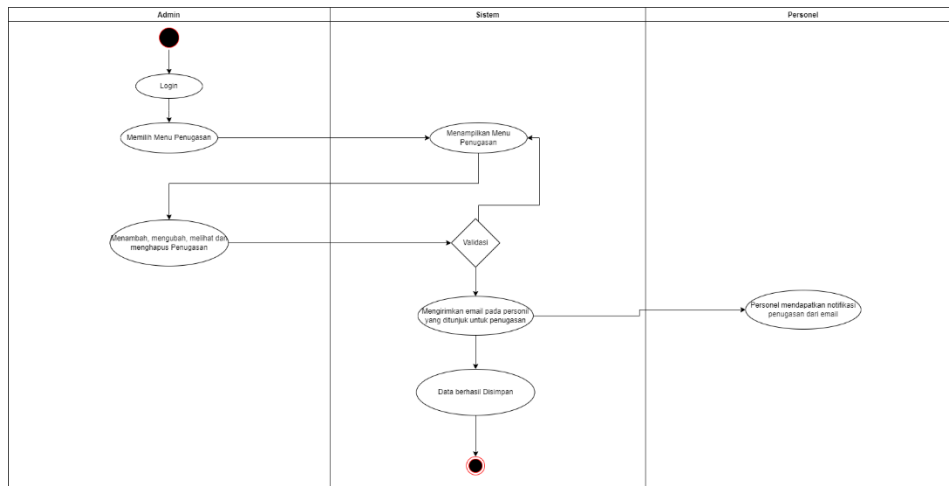 Admin
Sistem
Personel
Login
Memilih Menu Penugasan
Menampilkan Menu
Penugasan
Menambah, mengubah, melihat dan
menghapus Penugasan
Validasi
Mengirimkan email pada personil
yang ditunjuk untuk penugasan
Personel mendapatkan notifikasi
penugasan dari email
Data berhasil Disimpan